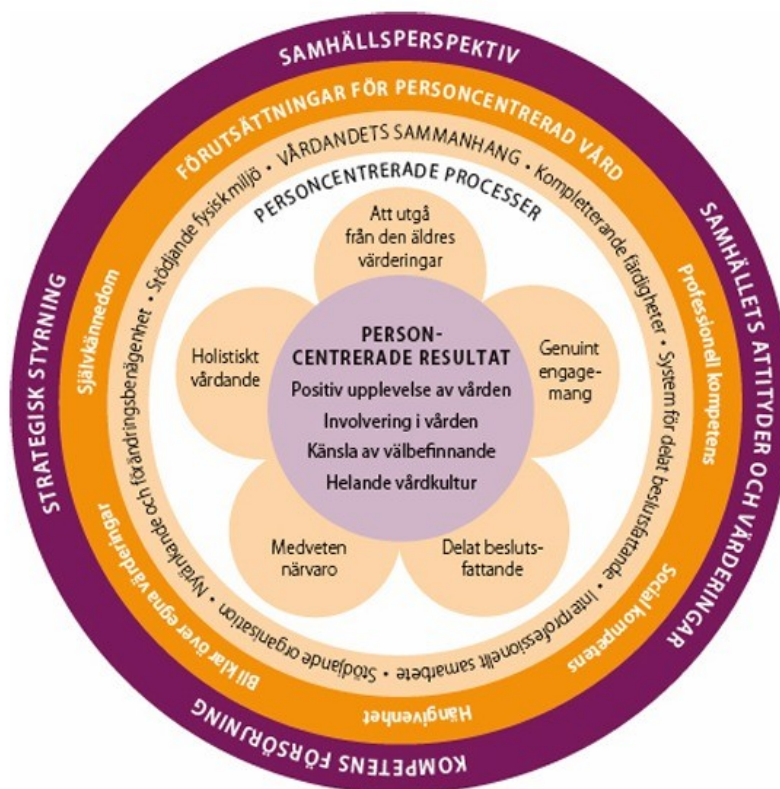 SAMHÄLLSPERSPEKTIV
SAMHÄLLETS ATTITYDER OCH VÄRDERINGAR
KOMPETENS FÖRSÖRJNING
STRATEGISK STYRNING
FÖRUTSÄTTNINGAR FÖR PERSONCENTRERAD VÅRD
Professionell kompetens
Social kompetens
Hängivenhet
Bli klar över egna värderingar
Självkännedom
VÅRDANDETS SAMMANHANG • Kompletterande färdigheter • System för delat beslutsfattande • Interprofessionellt samarbete • Stödjande organisation • Nytänkande och förändringsbenägenhet • Stödjande fysisk miljö •
PERSONCENTRERADE PROCESSER
Att utgå
från den äldres
värderingar
Genuint
engage-
mang
Delat besluts-
fattande
Medveten
närvaro
Holistiskt
vårdande
PERSON-
CENTRERADE RESULTAT
Positiv upplevelse av vården
Involvering i vården
Känsla av välbefinnande
Helande vårdkultur